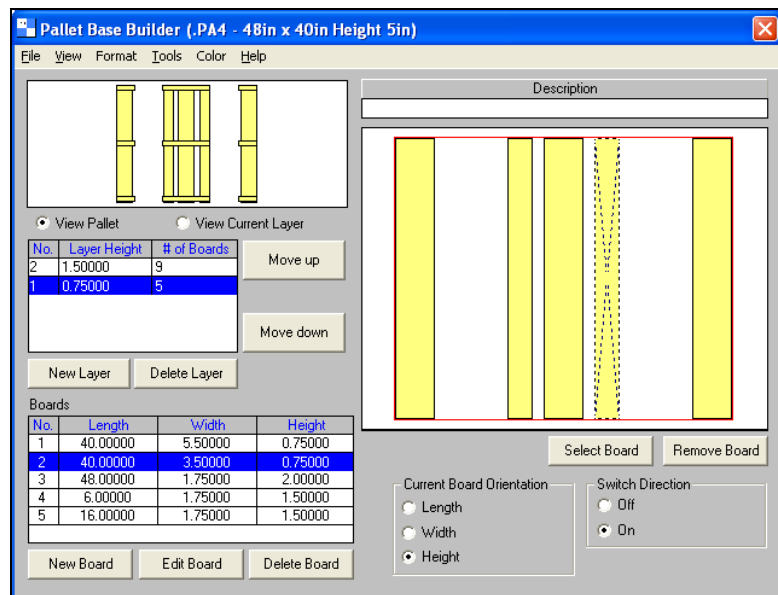 Pallet Base Builder (.PA4 - 48in x 40in Height 5in)
File View Format Tools Color Help
Description
View Pallet View Current Layer
No. Layer Height # of Boards
2 1.50000 9
1 0.75000 5
Move up
Move down
New Layer Delete Layer
Boards
No. Length Width Height
1 40.00000 5.50000 0.75000
2 40.00000 3.50000 0.75000
3 48.00000 1.75000 2.00000
4 6.00000 1.75000 1.50000
5 16.00000 1.75000 1.50000
New Board Edit Board Delete Board
Select Board Remove Board
Current Board Orientation
Length
Width
Height
Switch Direction
Off
On